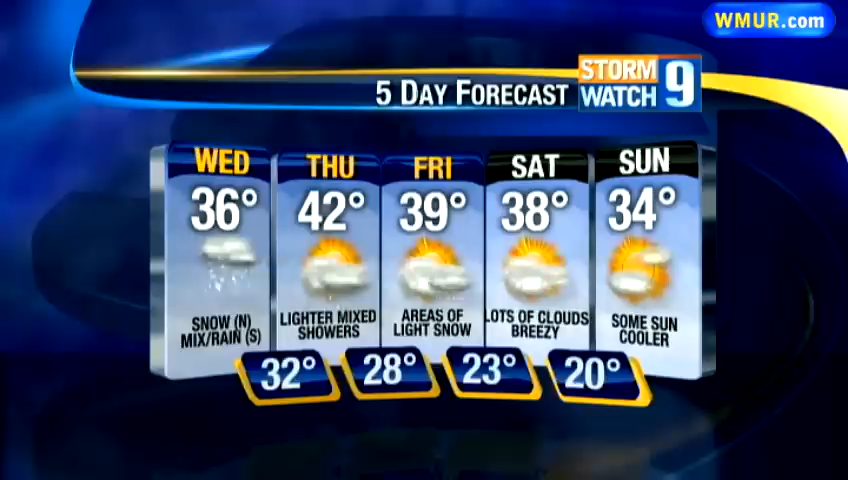 WMUR.com
5 DAY FORECAST
STORM
WATCH 9
WED
36°
SNOW (N)
MIX/RAIN (S)
THU
42°
LIGHTER MIXED
SHOWERS
FRI
39°
AREAS OF
LIGHT SNOW
SAT
38°
LOTS OF CLOUDS
BREEZY
SUN
34°
SOME SUN
COOLER
32°
28°
23°
20°